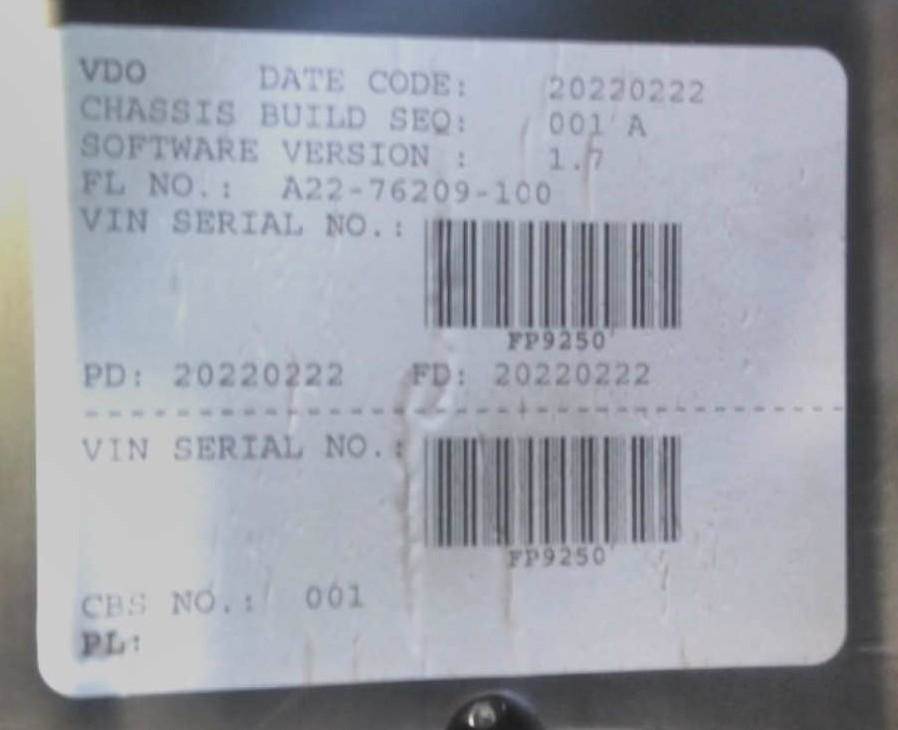 VDO DATE CODE: 20220222
CHASSIS BUILD SEQ: 001 A
SOFTWARE VERSION : 1.7
FL NO.: A22-76209-100
VIN SERIAL NO.:
FP9250
PD: 20220222 FD: 20220222
VIN SERIAL NO.:
FP9250
CBS NO.: 001
PL: